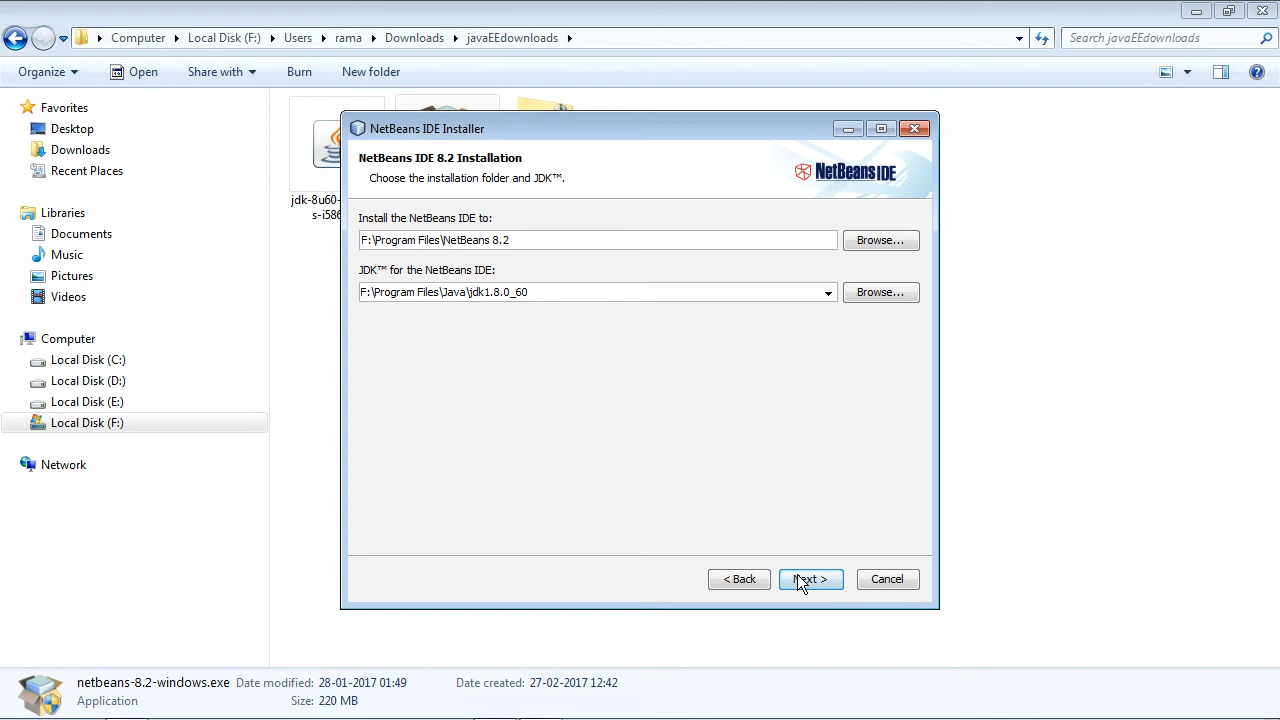 Computer Local Disk (F:) Users rama Downloads javaEEdownloads Search javaEEdownloads
Organize Open Share with Burn New folder
Favorites
Desktop
Downloads
Recent Places
Libraries
Documents
Music
Pictures
Videos
Computer
Local Disk (C:)
Local Disk (D:)
Local Disk (E:)
Local Disk (F:)
Network
jdk-8u60-
s-i586
NetBeans IDE Installer
NetBeans IDE 8.2 Installation
Choose the installation folder and JDK™.
NetBeans IDE
Install the NetBeans IDE to:
F:\Program Files\NetBeans 8.2 Browse...
JDK™ for the NetBeans IDE:
F:\Program Files\Java\jdk1.8.0_60 Browse...
< Back Next > Cancel
netbeans-8.2-windows.exe Date modified: 28-01-2017 01:49 Date created: 27-02-2017 12:42
Application Size: 220 MB